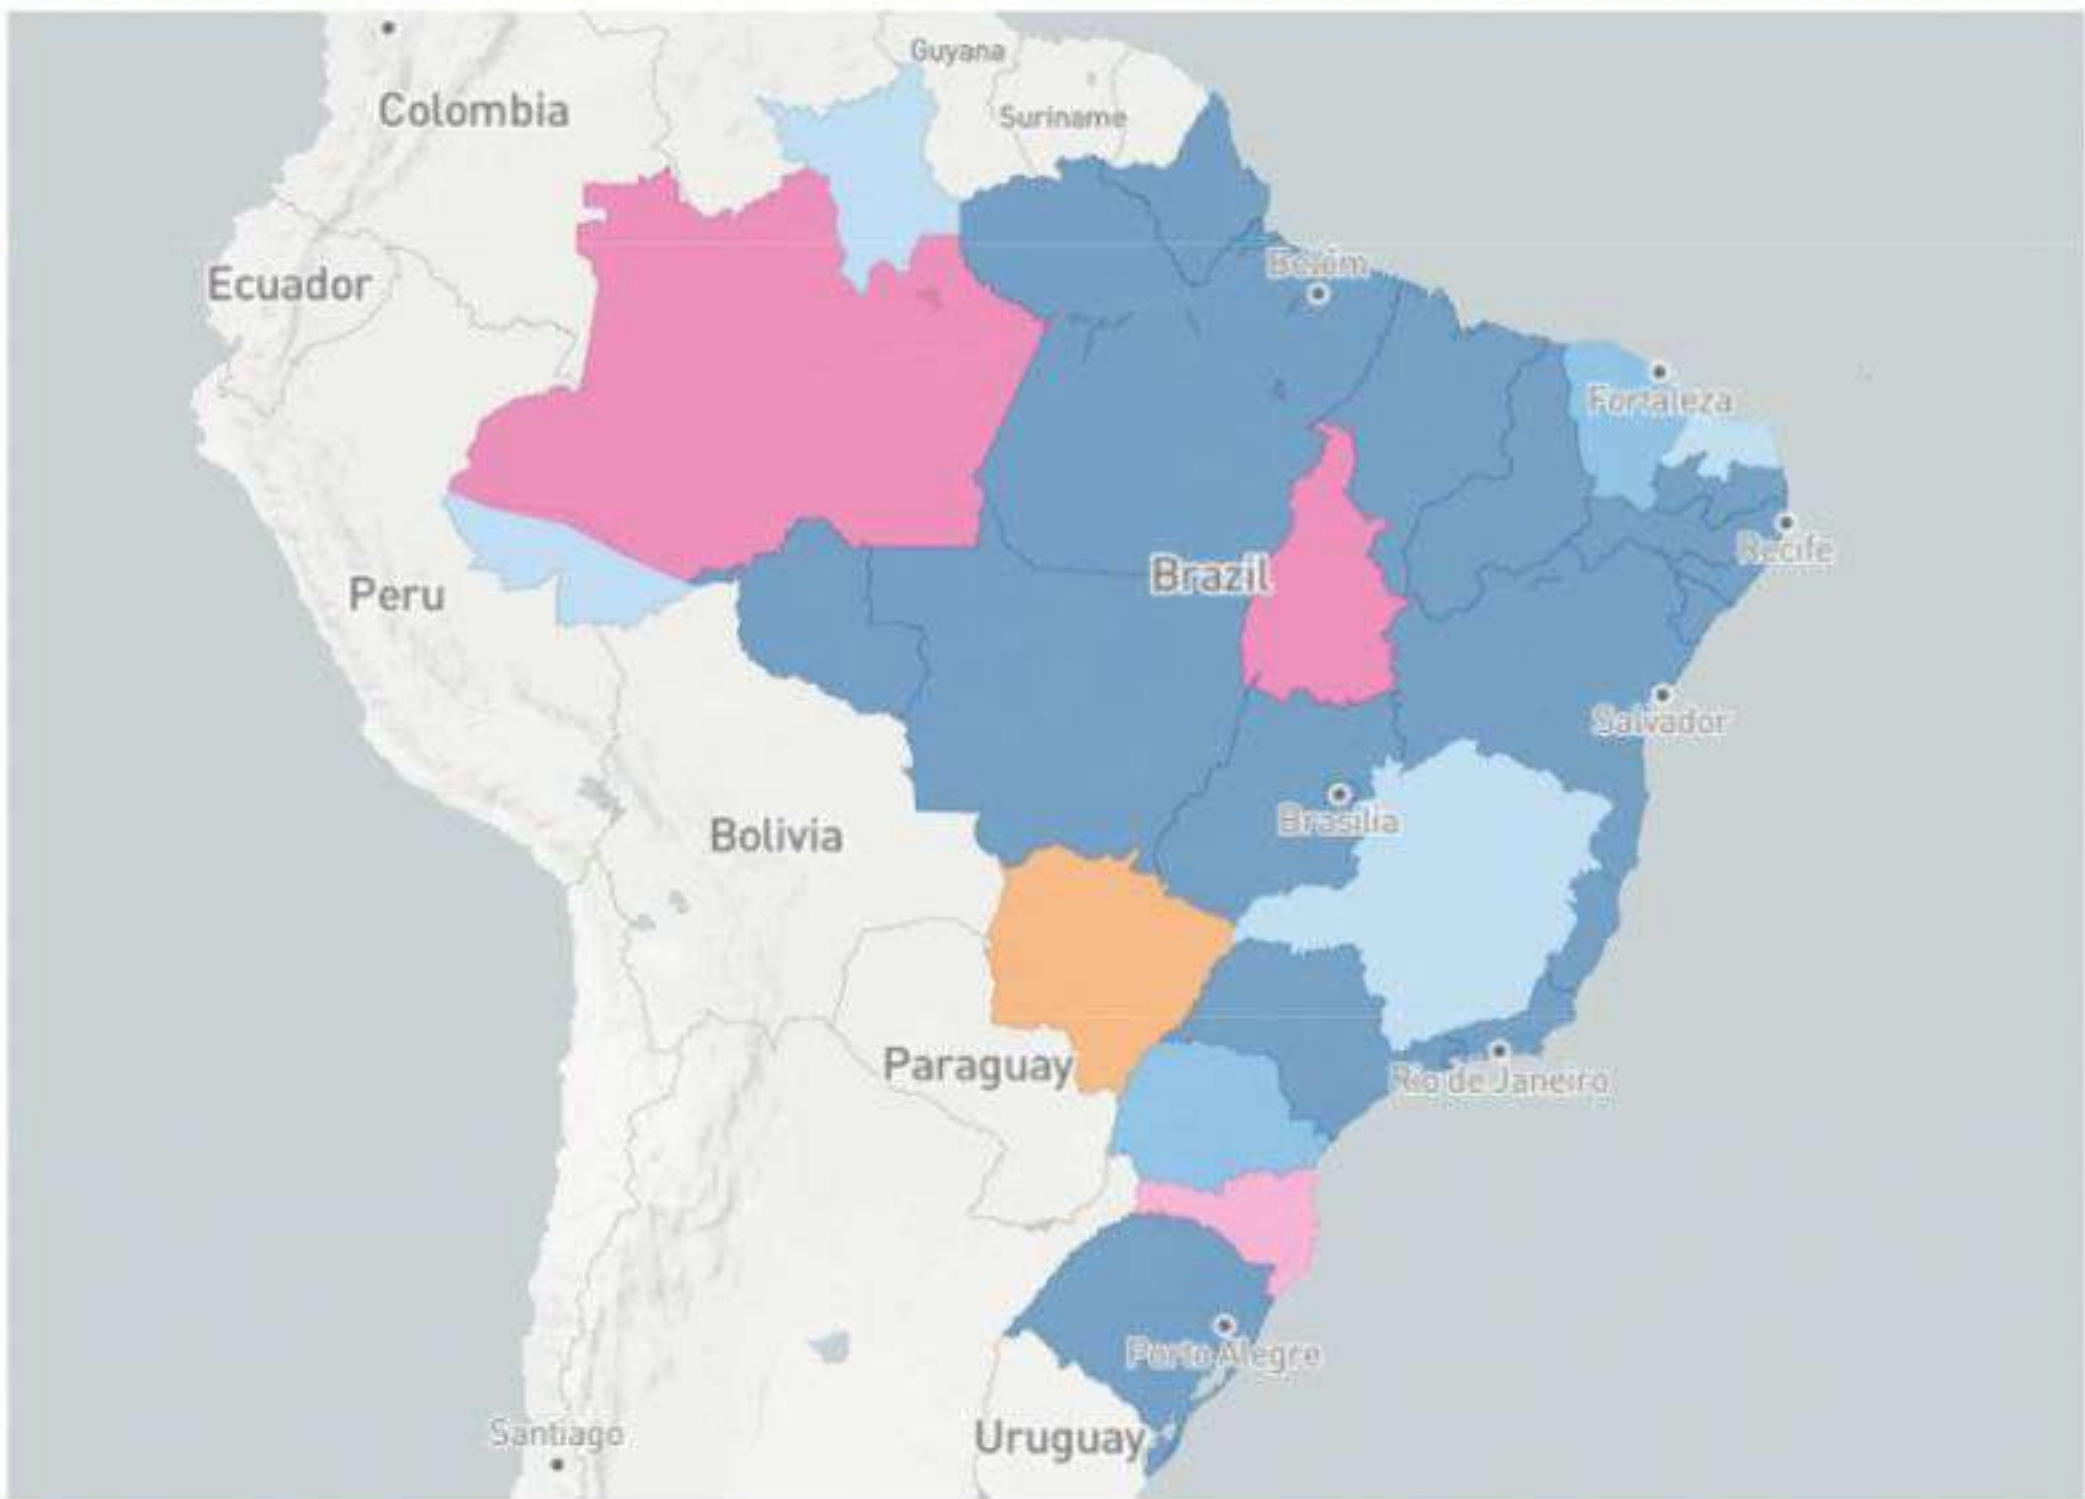 Guyana
Colombia
Suriname
Belém
Ecuador
Fortaleza
Recife
Brazil
Peru
Salvador
Brasilia
Bolivia
Paraguay
Rio de Janeiro
Porto Alegre
Santiago
Uruguay